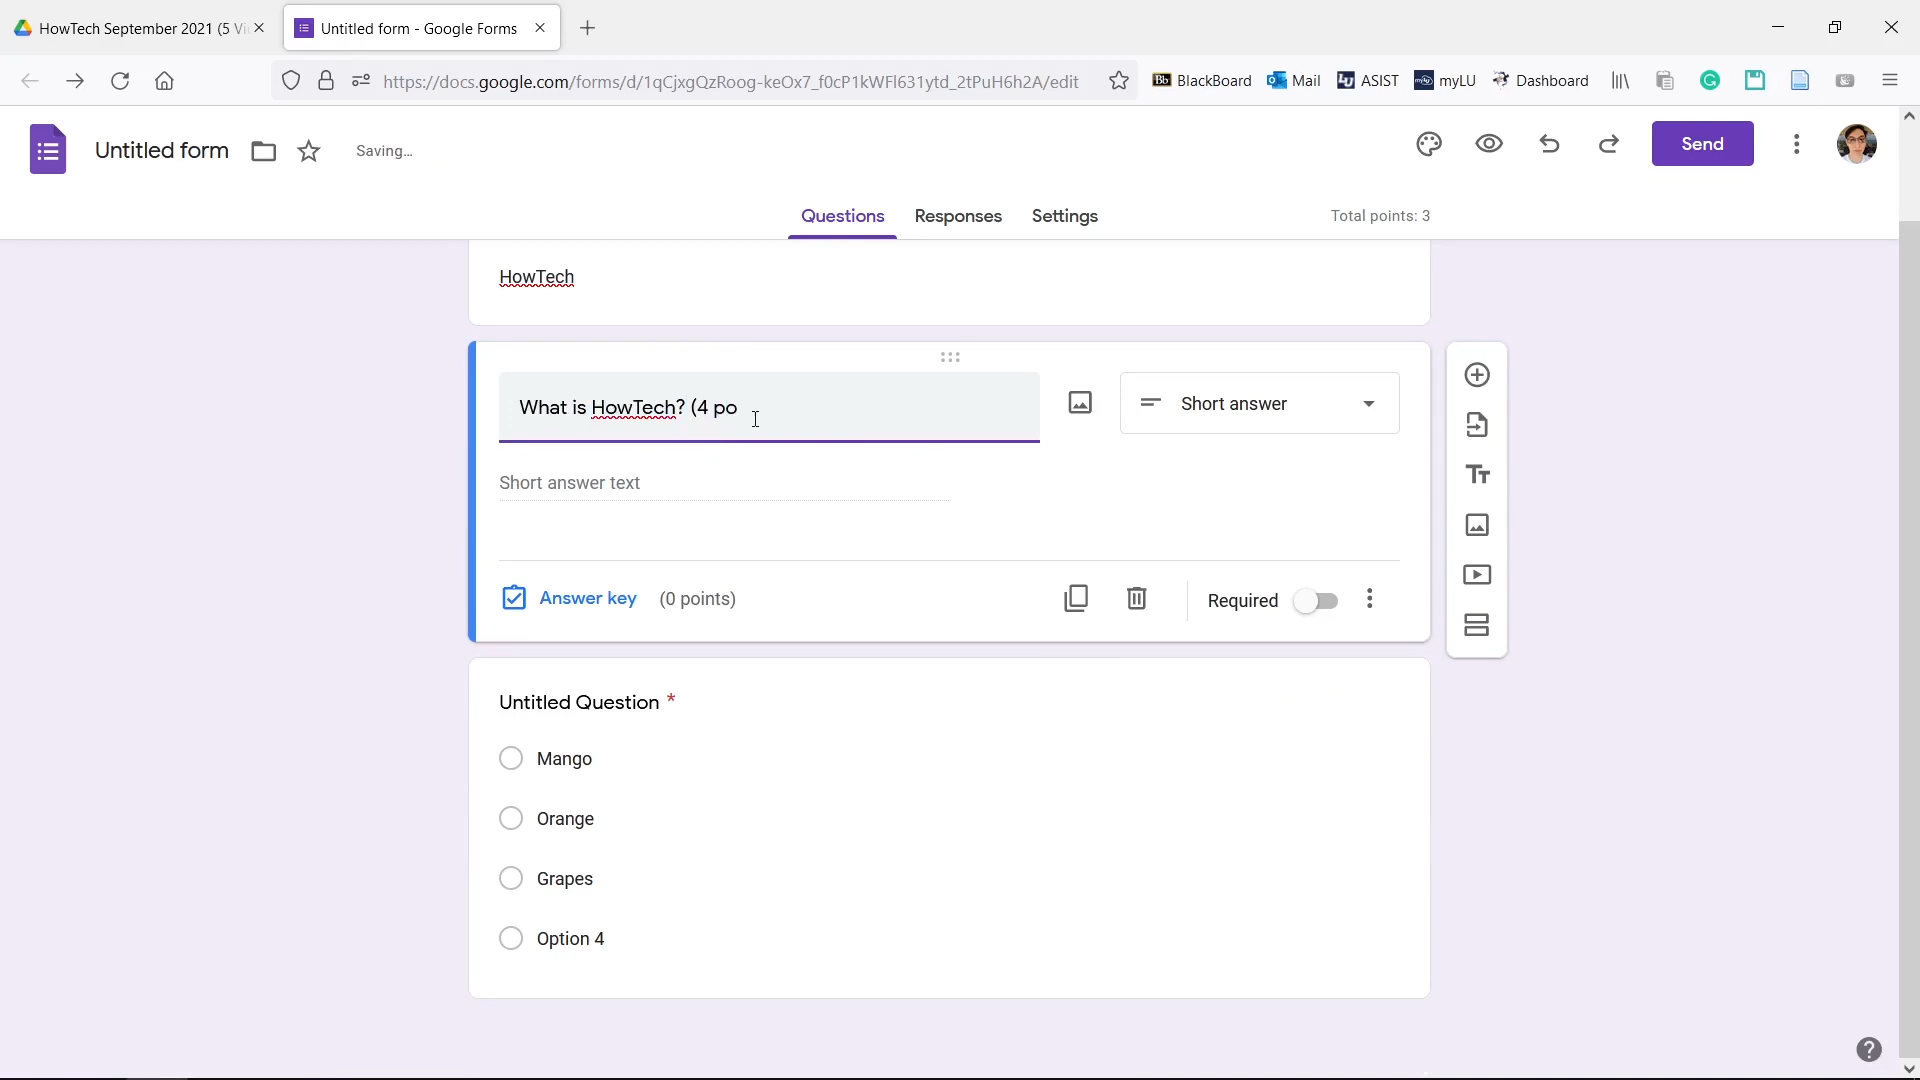 HowTech September 2021 (5 Vi
Untitled form - Google Forms
https://docs.google.com/forms/d/1qCjxgQzRoog-keOx7_f0cP1kWFl631ytd_2tPuH6h2A/edit
Bb BlackBoard
Mail
LU ASIST
myLU
Dashboard
Untitled form
Saving...
Send
Questions
Responses
Settings
Total points: 3
HowTech
What is HowTech? (4 po
Short answer
Short answer text
Answer key
(0 points)
Required
Untitled Question *
Mango
Orange
Grapes
Option 4